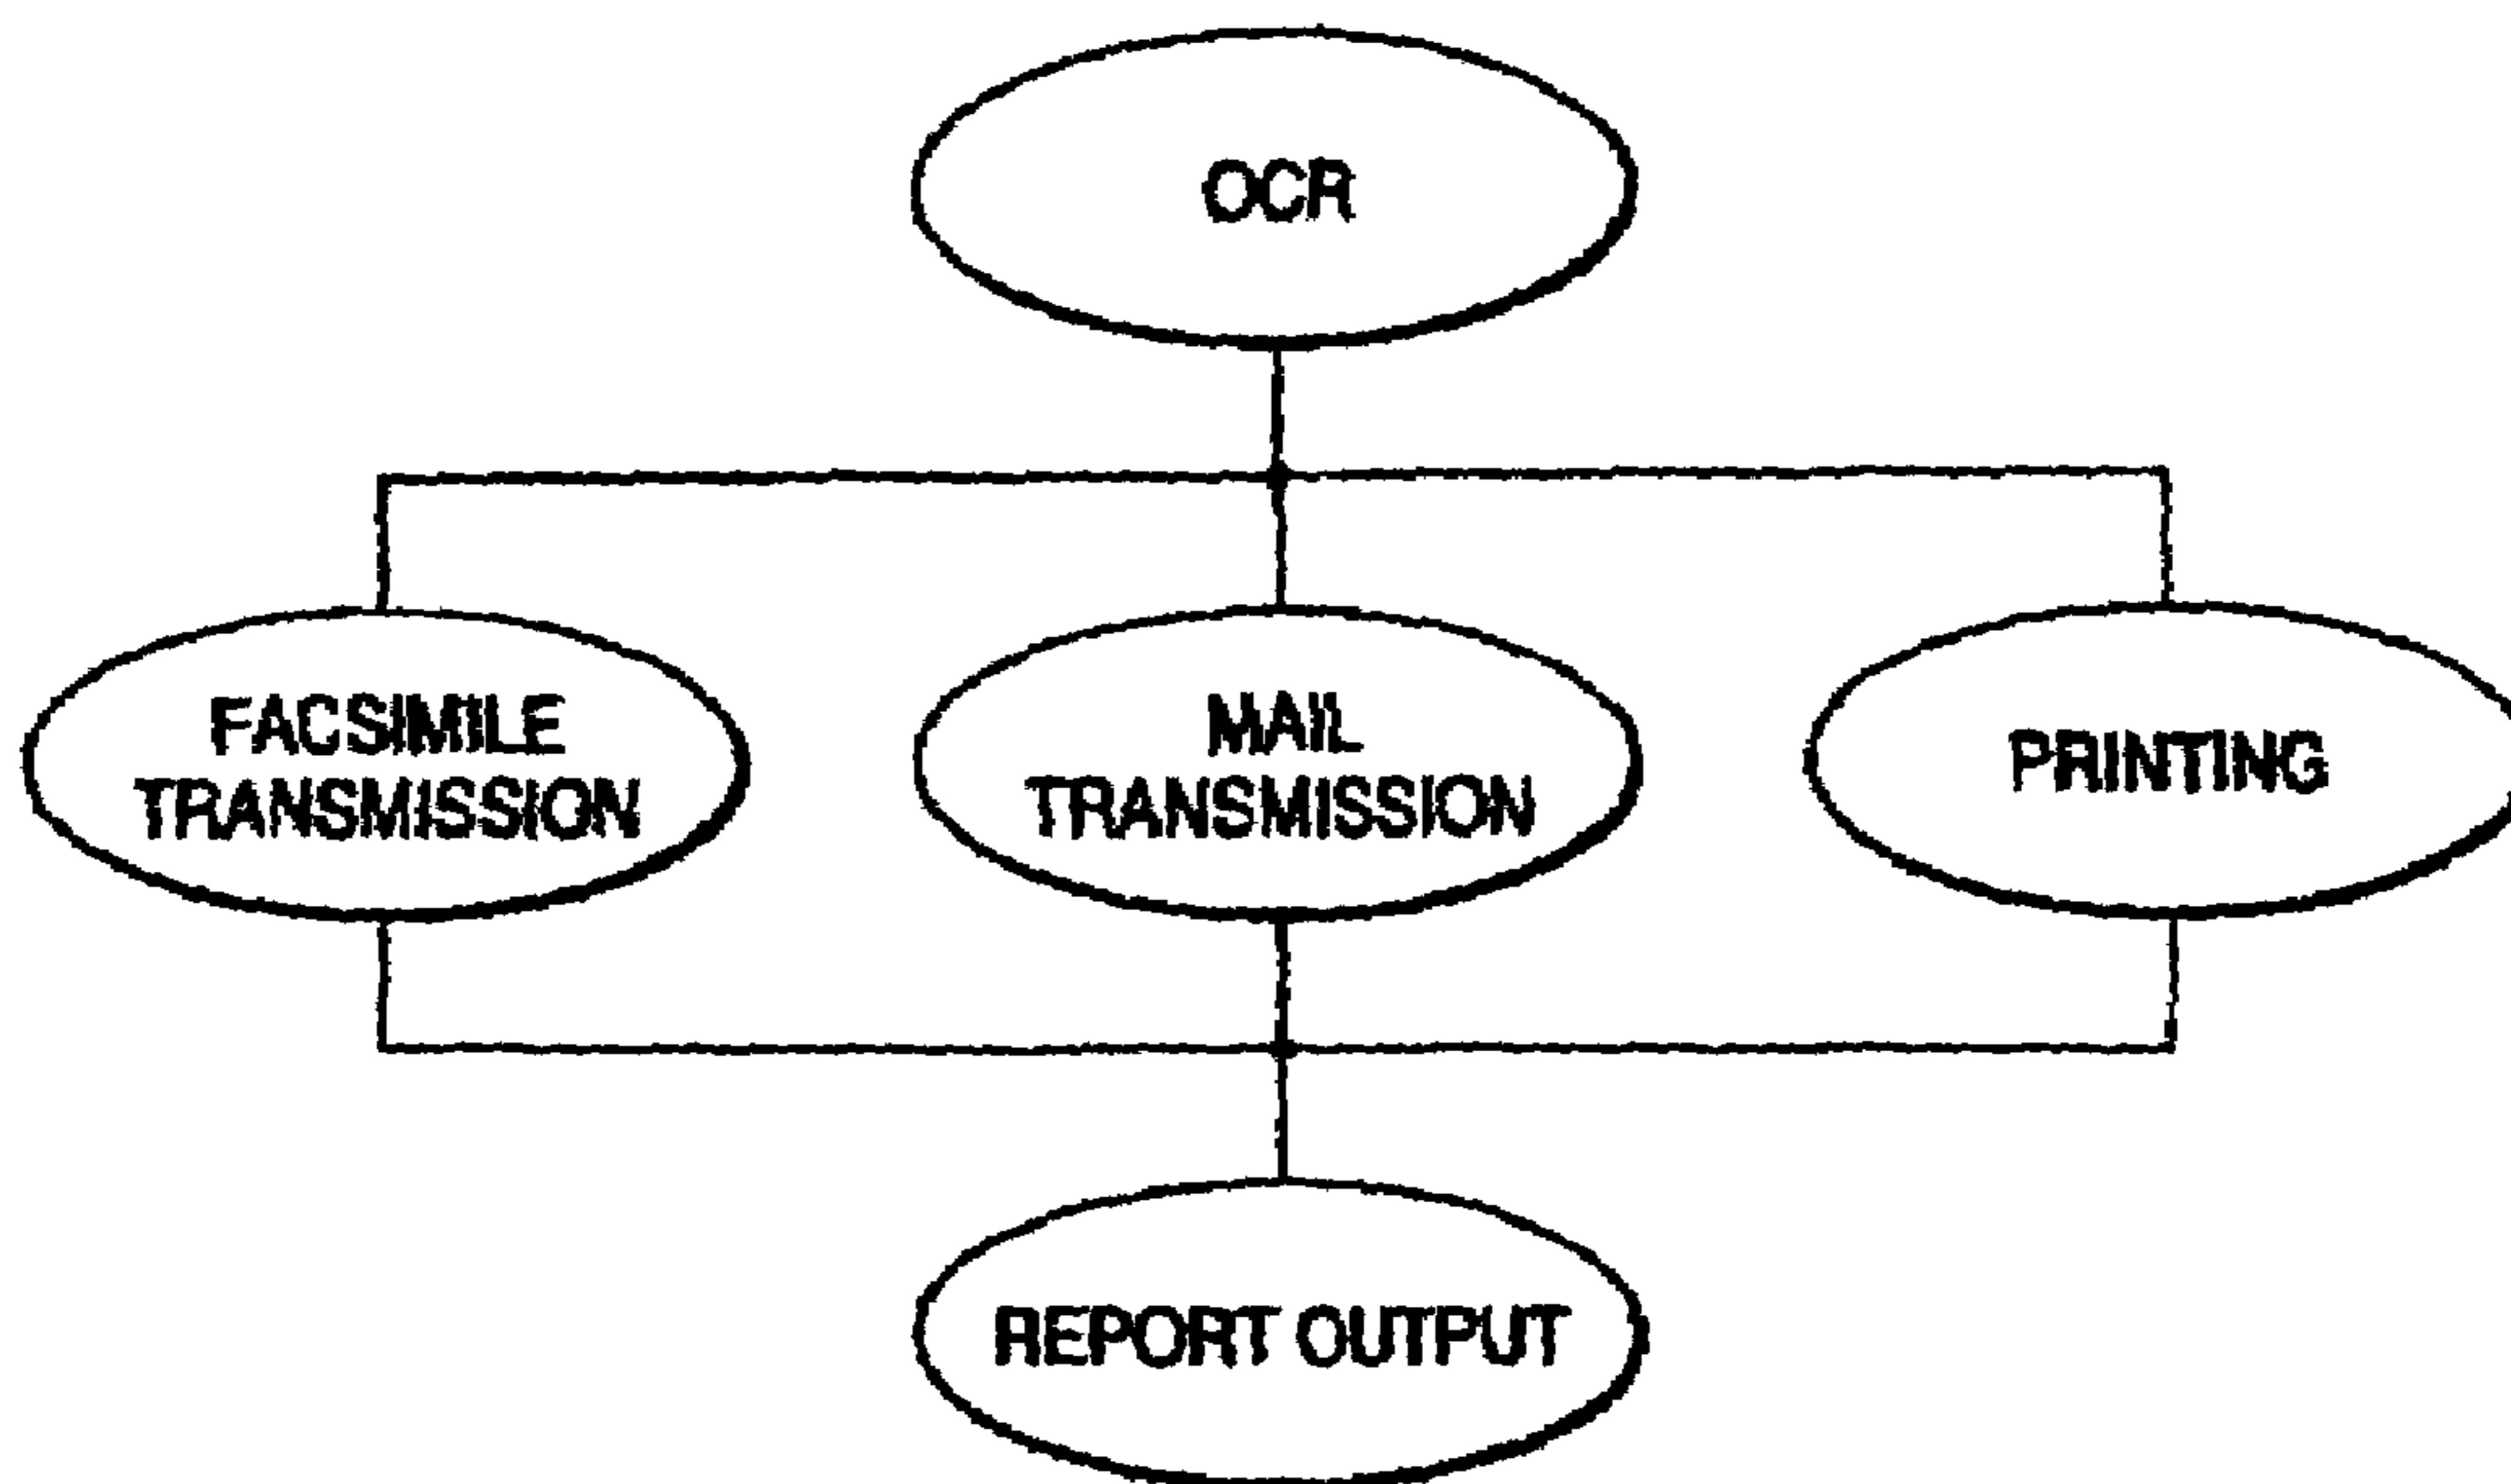 OCR
FACSIMILE
TRANSMISSION
MAIL
TRANSMISSION
PRINTING
REPORT OUTPUT